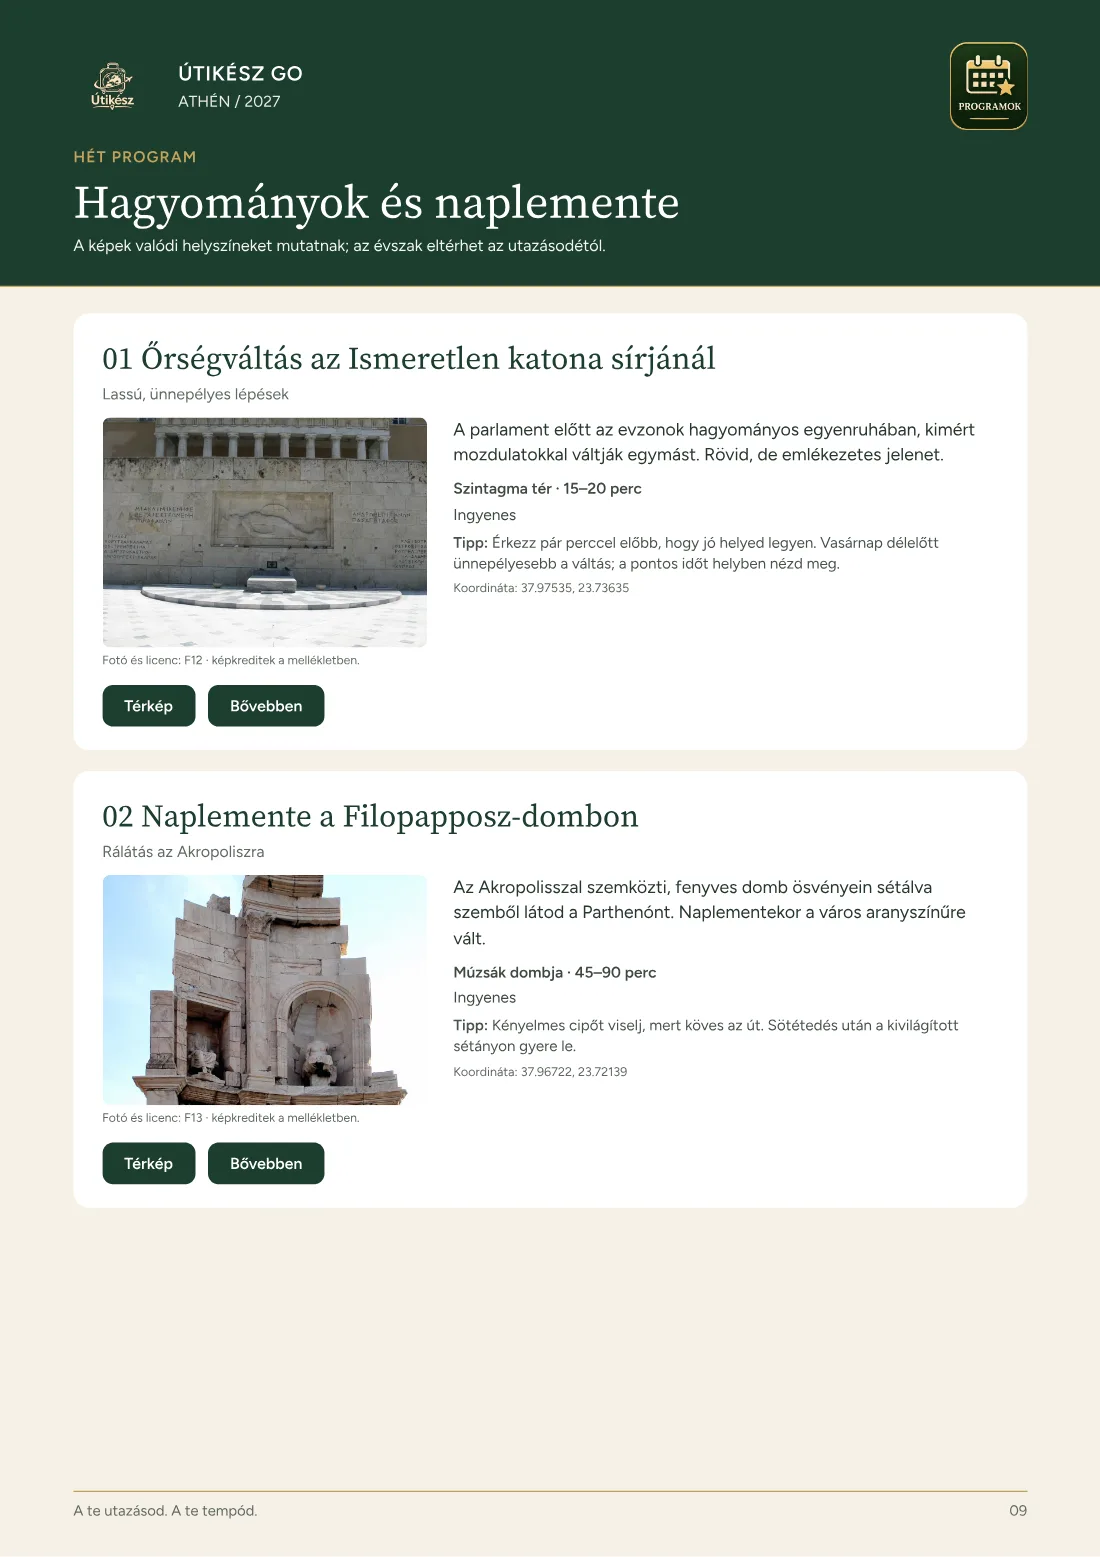 Útikész
ÚTIKÉSZ GO
ATHÉN / 2027
PROGRAMOK
HÉT PROGRAM
Hagyományok és naplemente
A képek valódi helyszíneket mutatnak; az évszak eltérhet az utazásodétól.
01 Őrségváltás az Ismeretlen katona sírjánál
Lassú, ünnepélyes lépések
A parlament előtt az evzonok hagyományos egyenruhában, kimért
mozdulatokkal váltják egymást. Rövid, de emlékezetes jelenet.
Szintagma tér · 15–20 perc
Ingyenes
Tipp: Érkezz pár perccel előbb, hogy jó helyed legyen. Vasárnap délelőtt
ünnepélyesebb a váltás; a pontos időt helyben nézd meg.
Koordináta: 37.97535, 23.73635
Fotó és licenc: F12 · képkreditek a mellékletben.
Térkép
Bővebben
02 Naplemente a Filopapposz-dombon
Rálátás az Akropoliszra
Az Akropolisszal szemközti, fenyves domb ösvényein sétálva
szemből látod a Parthenónt. Naplementekor a város aranyszínűre
vált.
Múzsák dombja · 45–90 perc
Ingyenes
Tipp: Kényelmes cipőt viselj, mert köves az út. Sötétedés után a kivilágított
sétányon gyere le.
Koordináta: 37.96722, 23.72139
Fotó és licenc: F13 · képkreditek a mellékletben.
Térkép
Bővebben
A te utazásod. A te tempód.
09